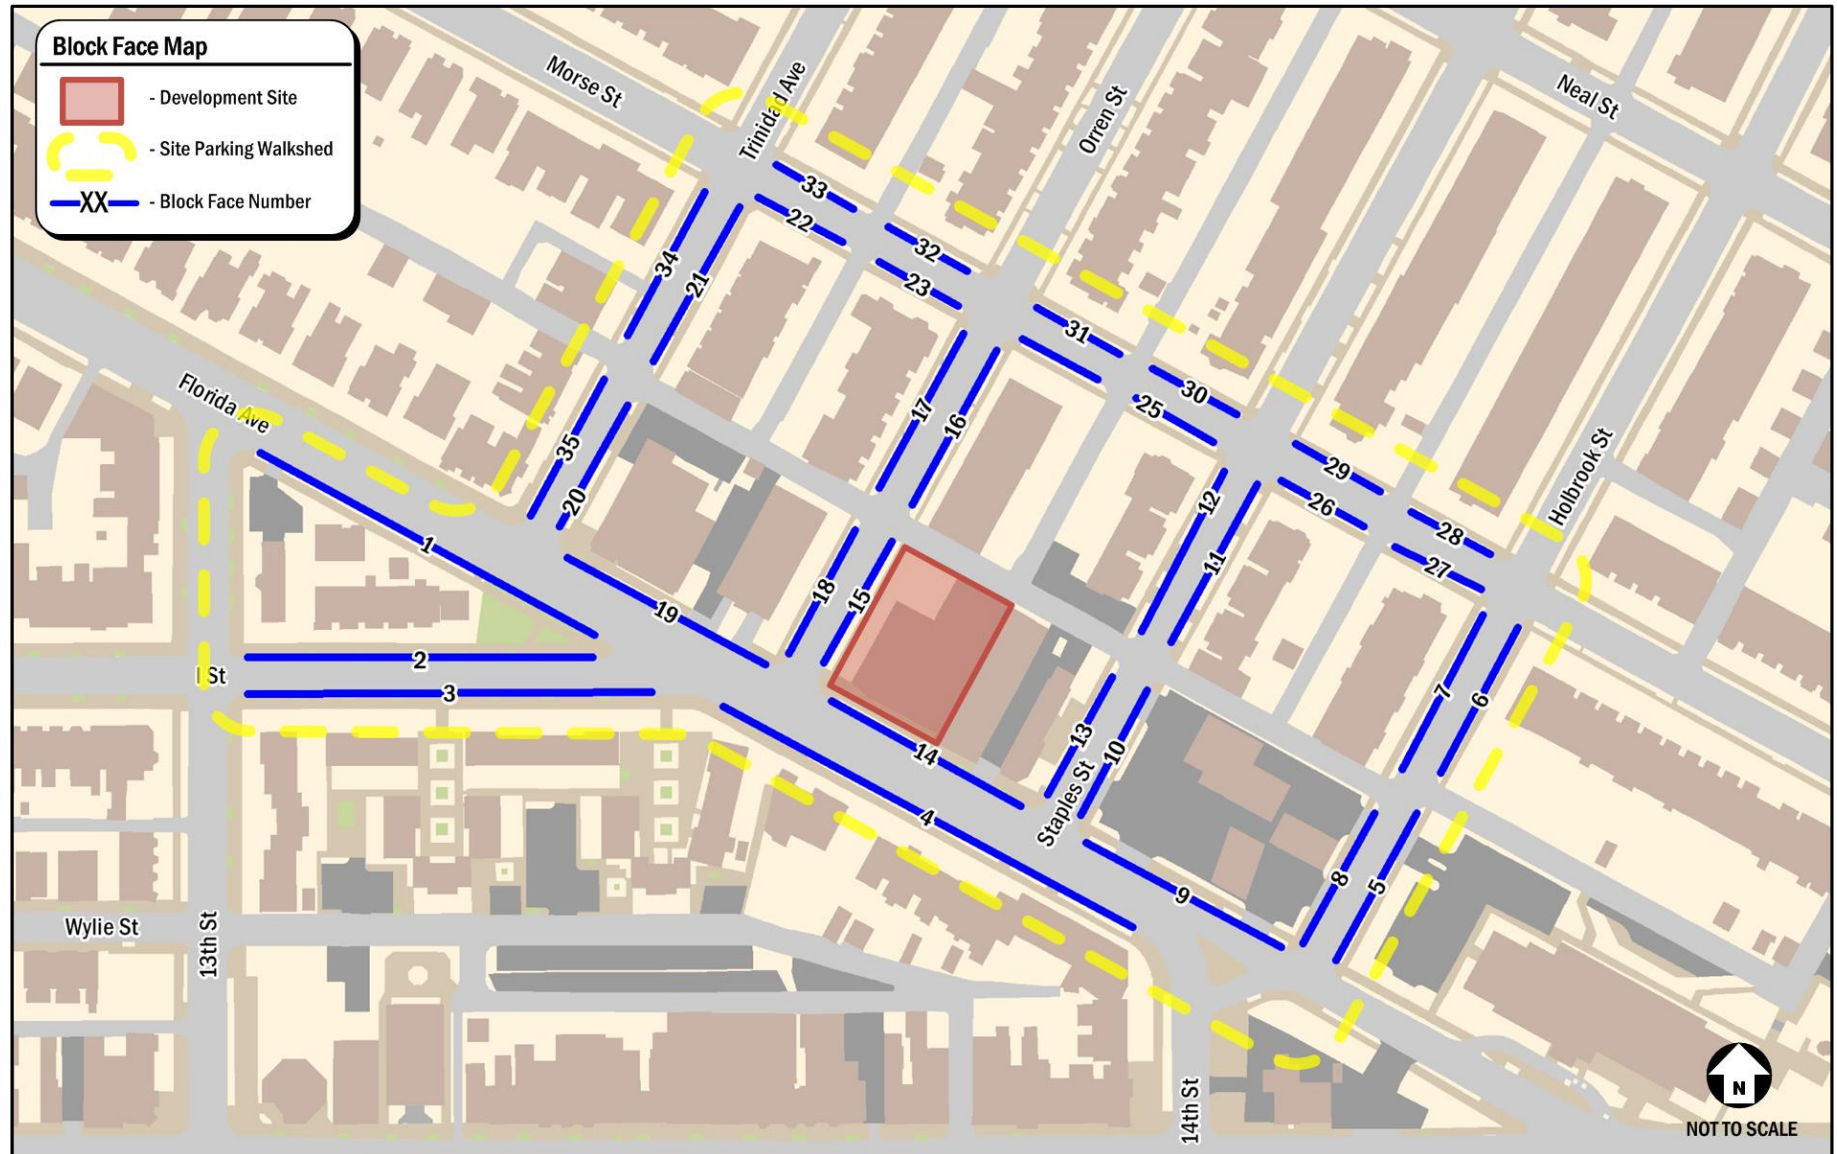 Block Face Map
- Development Site
- Site Parking Walkshed
XX - Block Face Number
Morse St
Trinidad Ave
Orren St
Neal St
33
22
32
23
34
21
31
30
25
Florida Ave
17
16
29
26
28
27
Holbrook St
35
20
12
11
1
18
15
19
2
I St
3
7
6
13
10
14
Staples St
4
9
8
5
Wylie St
13th St
14th St
N
NOT TO SCALE